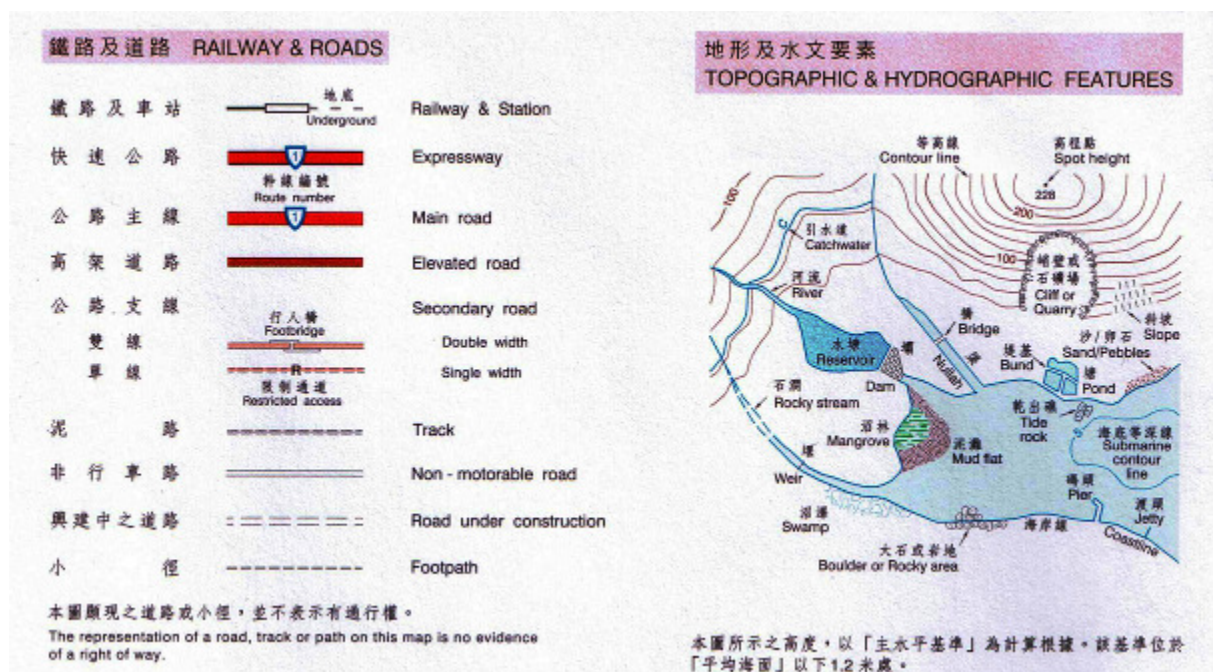 鐵路及道路 RAILWAY & ROADS
鐵路及車站
地底
Underground
Railway & Station
快速公路
1
Expressway
幹線編號
Route number
公路主線
1
Main road
高架道路
Elevated road
公路支線
Secondary road
行人橋
Footbridge
雙線
Double width
單線
R
Single width
限制通道
Restricted access
泥路
Track
非行車路
Non-motorable road
興建中之道路
Road under construction
小徑
Footpath
本圖顯現之道路或小徑，並不表示有通行權。
The representation of a road, track or path on this map is no evidence
of a right of way.
地形及水文要素
TOPOGRAPHIC & HYDROGRAPHIC FEATURES
等高線
Contour line
高程點
Spot height
228
200
100
100
C
引水道
Catchwater
河流
River
峭壁或
石礦場
Cliff or
Quarry
斜坡
Slope
橋
Bridge
渠
Nullah
水塘
Reservoir
壩
Dam
堤基
Bund
塘
Pond
沙/卵石
Sand/Pebbles
石澗
Rocky stream
沼林
Mangrove
泥灘
Mud flat
乾出礁
Tide
rock
5
海底等深線
Submarine
contour
line
堰
Weir
沼澤
Swamp
大石或岩地
Boulder or Rocky area
海岸線
Coastline
碼頭
Pier
渡頭
Jetty
本圖所示之高度，以「主水平基準」為計算根據。該基準位於
「平均海面」以下1.2米處。